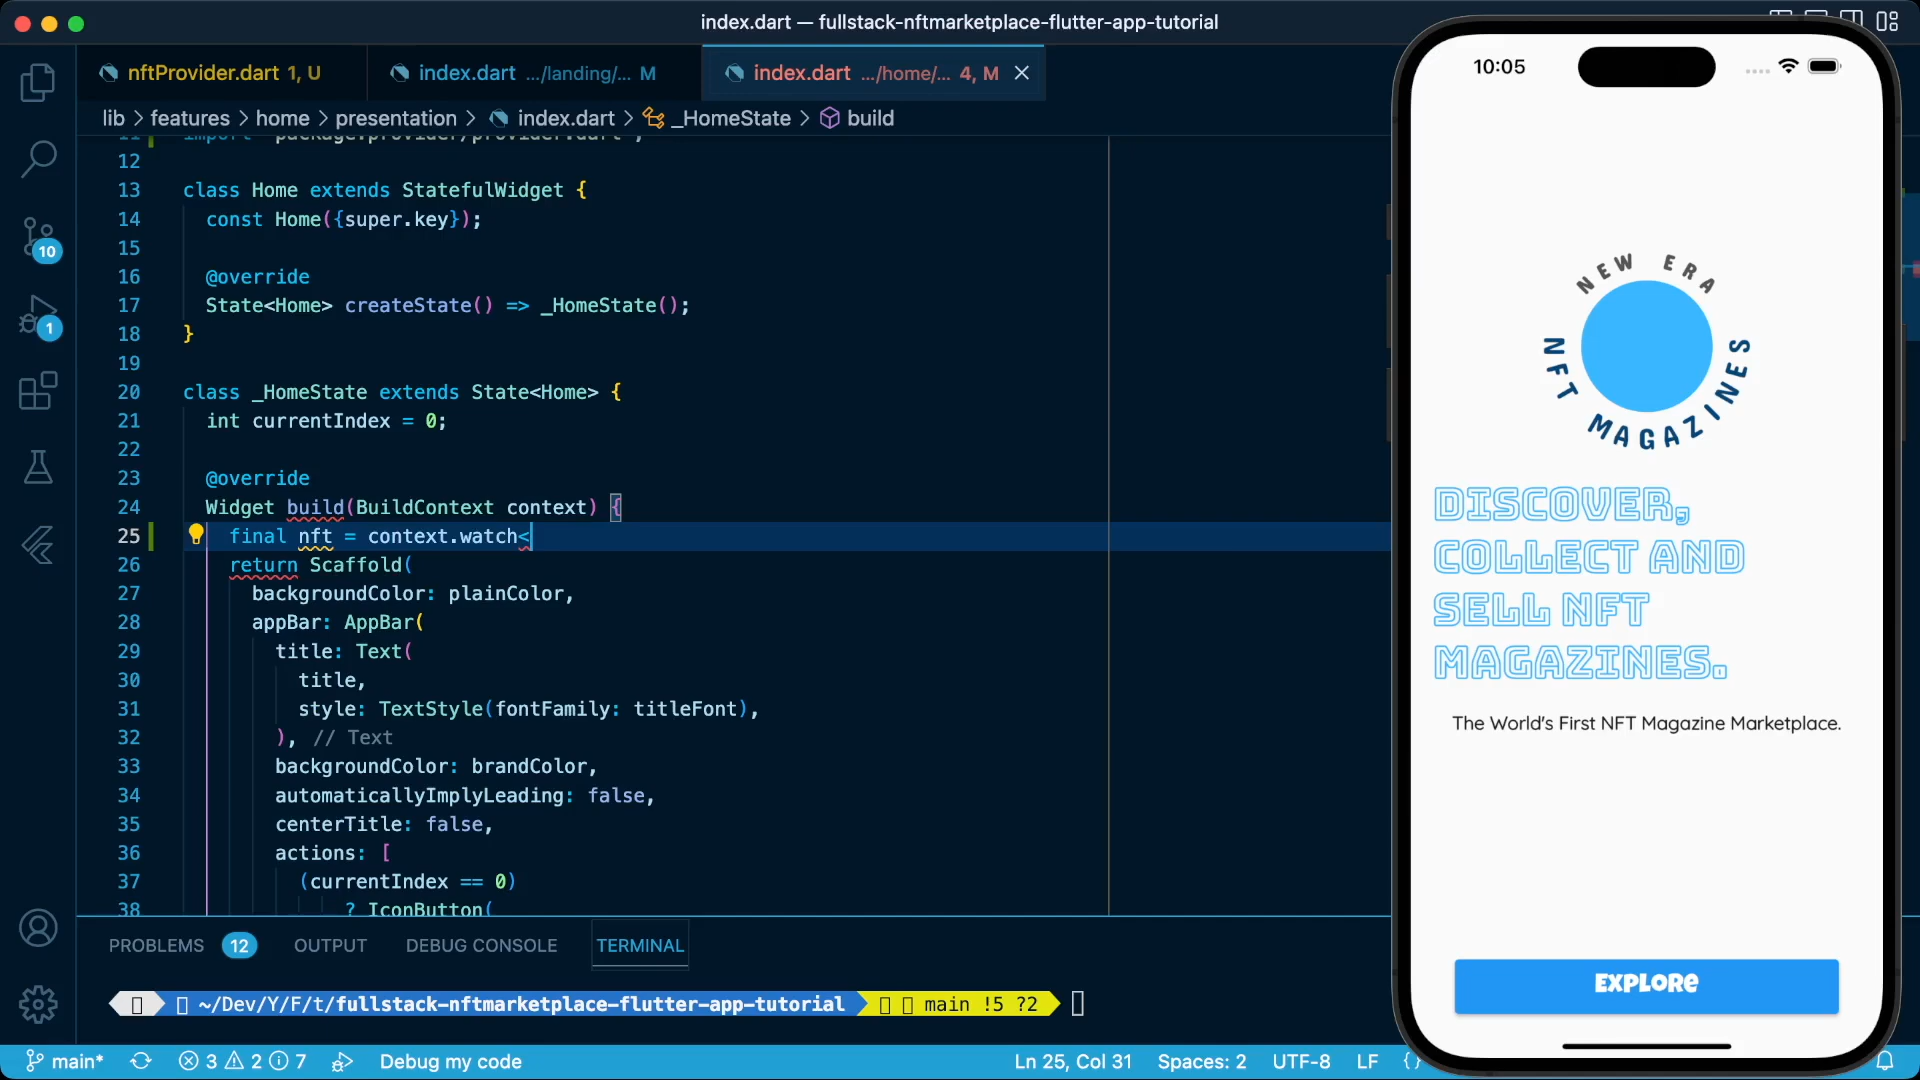 index.dart — fullstack-nftmarketplace-flutter-app-tutorial
nftProvider.dart 1, U
index.dart .../landing/... M
index.dart .../home/... 4, M
lib > features > home > presentation > index.dart > _HomeState > build
11 import 'package:provider/provider.dart';
12
13 class Home extends StatefulWidget {
14 const Home({super.key});
15
16 @override
17 State<Home> createState() => _HomeState();
18 }
19
20 class _HomeState extends State<Home> {
21 int currentIndex = 0;
22
23 @override
24 Widget build(BuildContext context) {
25 final nft = context.watch<
26 return Scaffold(
27 backgroundColor: plainColor,
28 appBar: AppBar(
29 title: Text(
30 title,
31 style: TextStyle(fontFamily: titleFont),
32 ), // Text
33 backgroundColor: brandColor,
34 automaticallyImplyLeading: false,
35 centerTitle: false,
36 actions: [
37 (currentIndex == 0)
38 ? IconButton(
10
1
PROBLEMS 12 OUTPUT DEBUG CONSOLE TERMINAL
~/Dev/Y/F/t/fullstack-nftmarketplace-flutter-app-tutorial main !5 ?2
main* 3 2 7 Debug my code Ln 25, Col 31 Spaces: 2 UTF-8 LF {}
10:05
NEW ERA
NFT MAGAZINES
DISCOVER,
COLLECT AND
SELL NFT
MAGAZINES.
The World's First NFT Magazine Marketplace.
EXPLORE